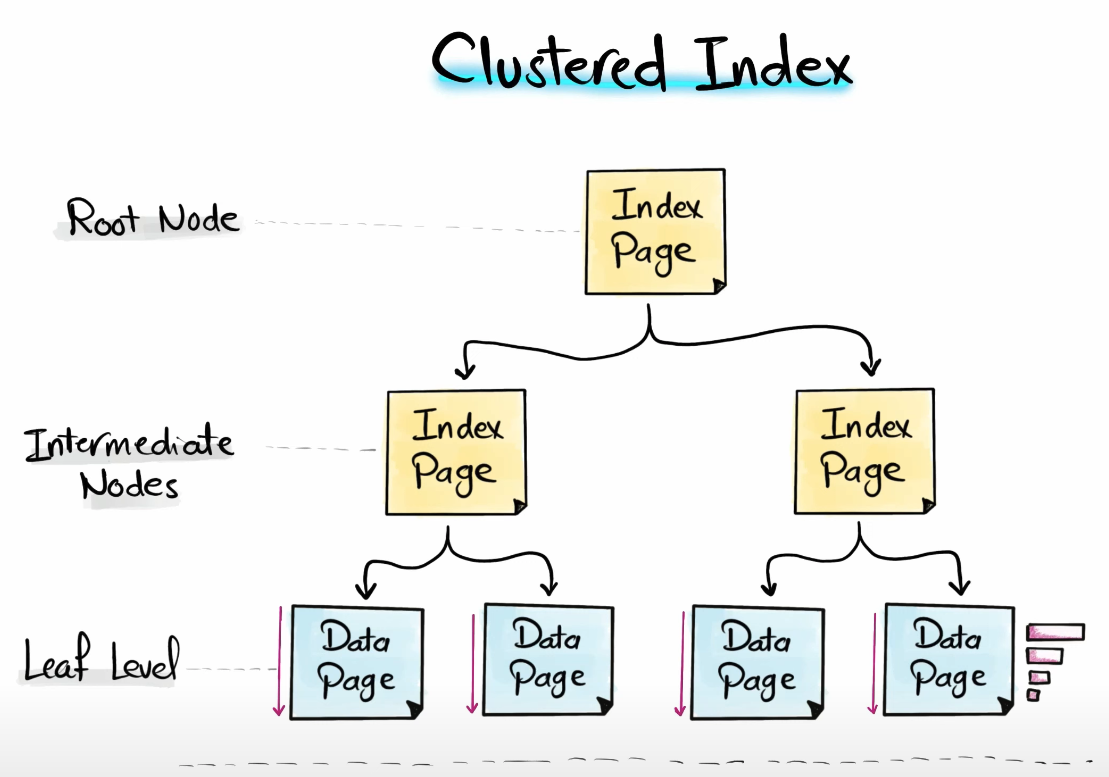 Clustered Index
Root Node
Index
Page
Intermediate
Nodes
Index
Page
Index
Page
Leaf Level
Data
Page
Data
Page
Data
Page
Data
Page